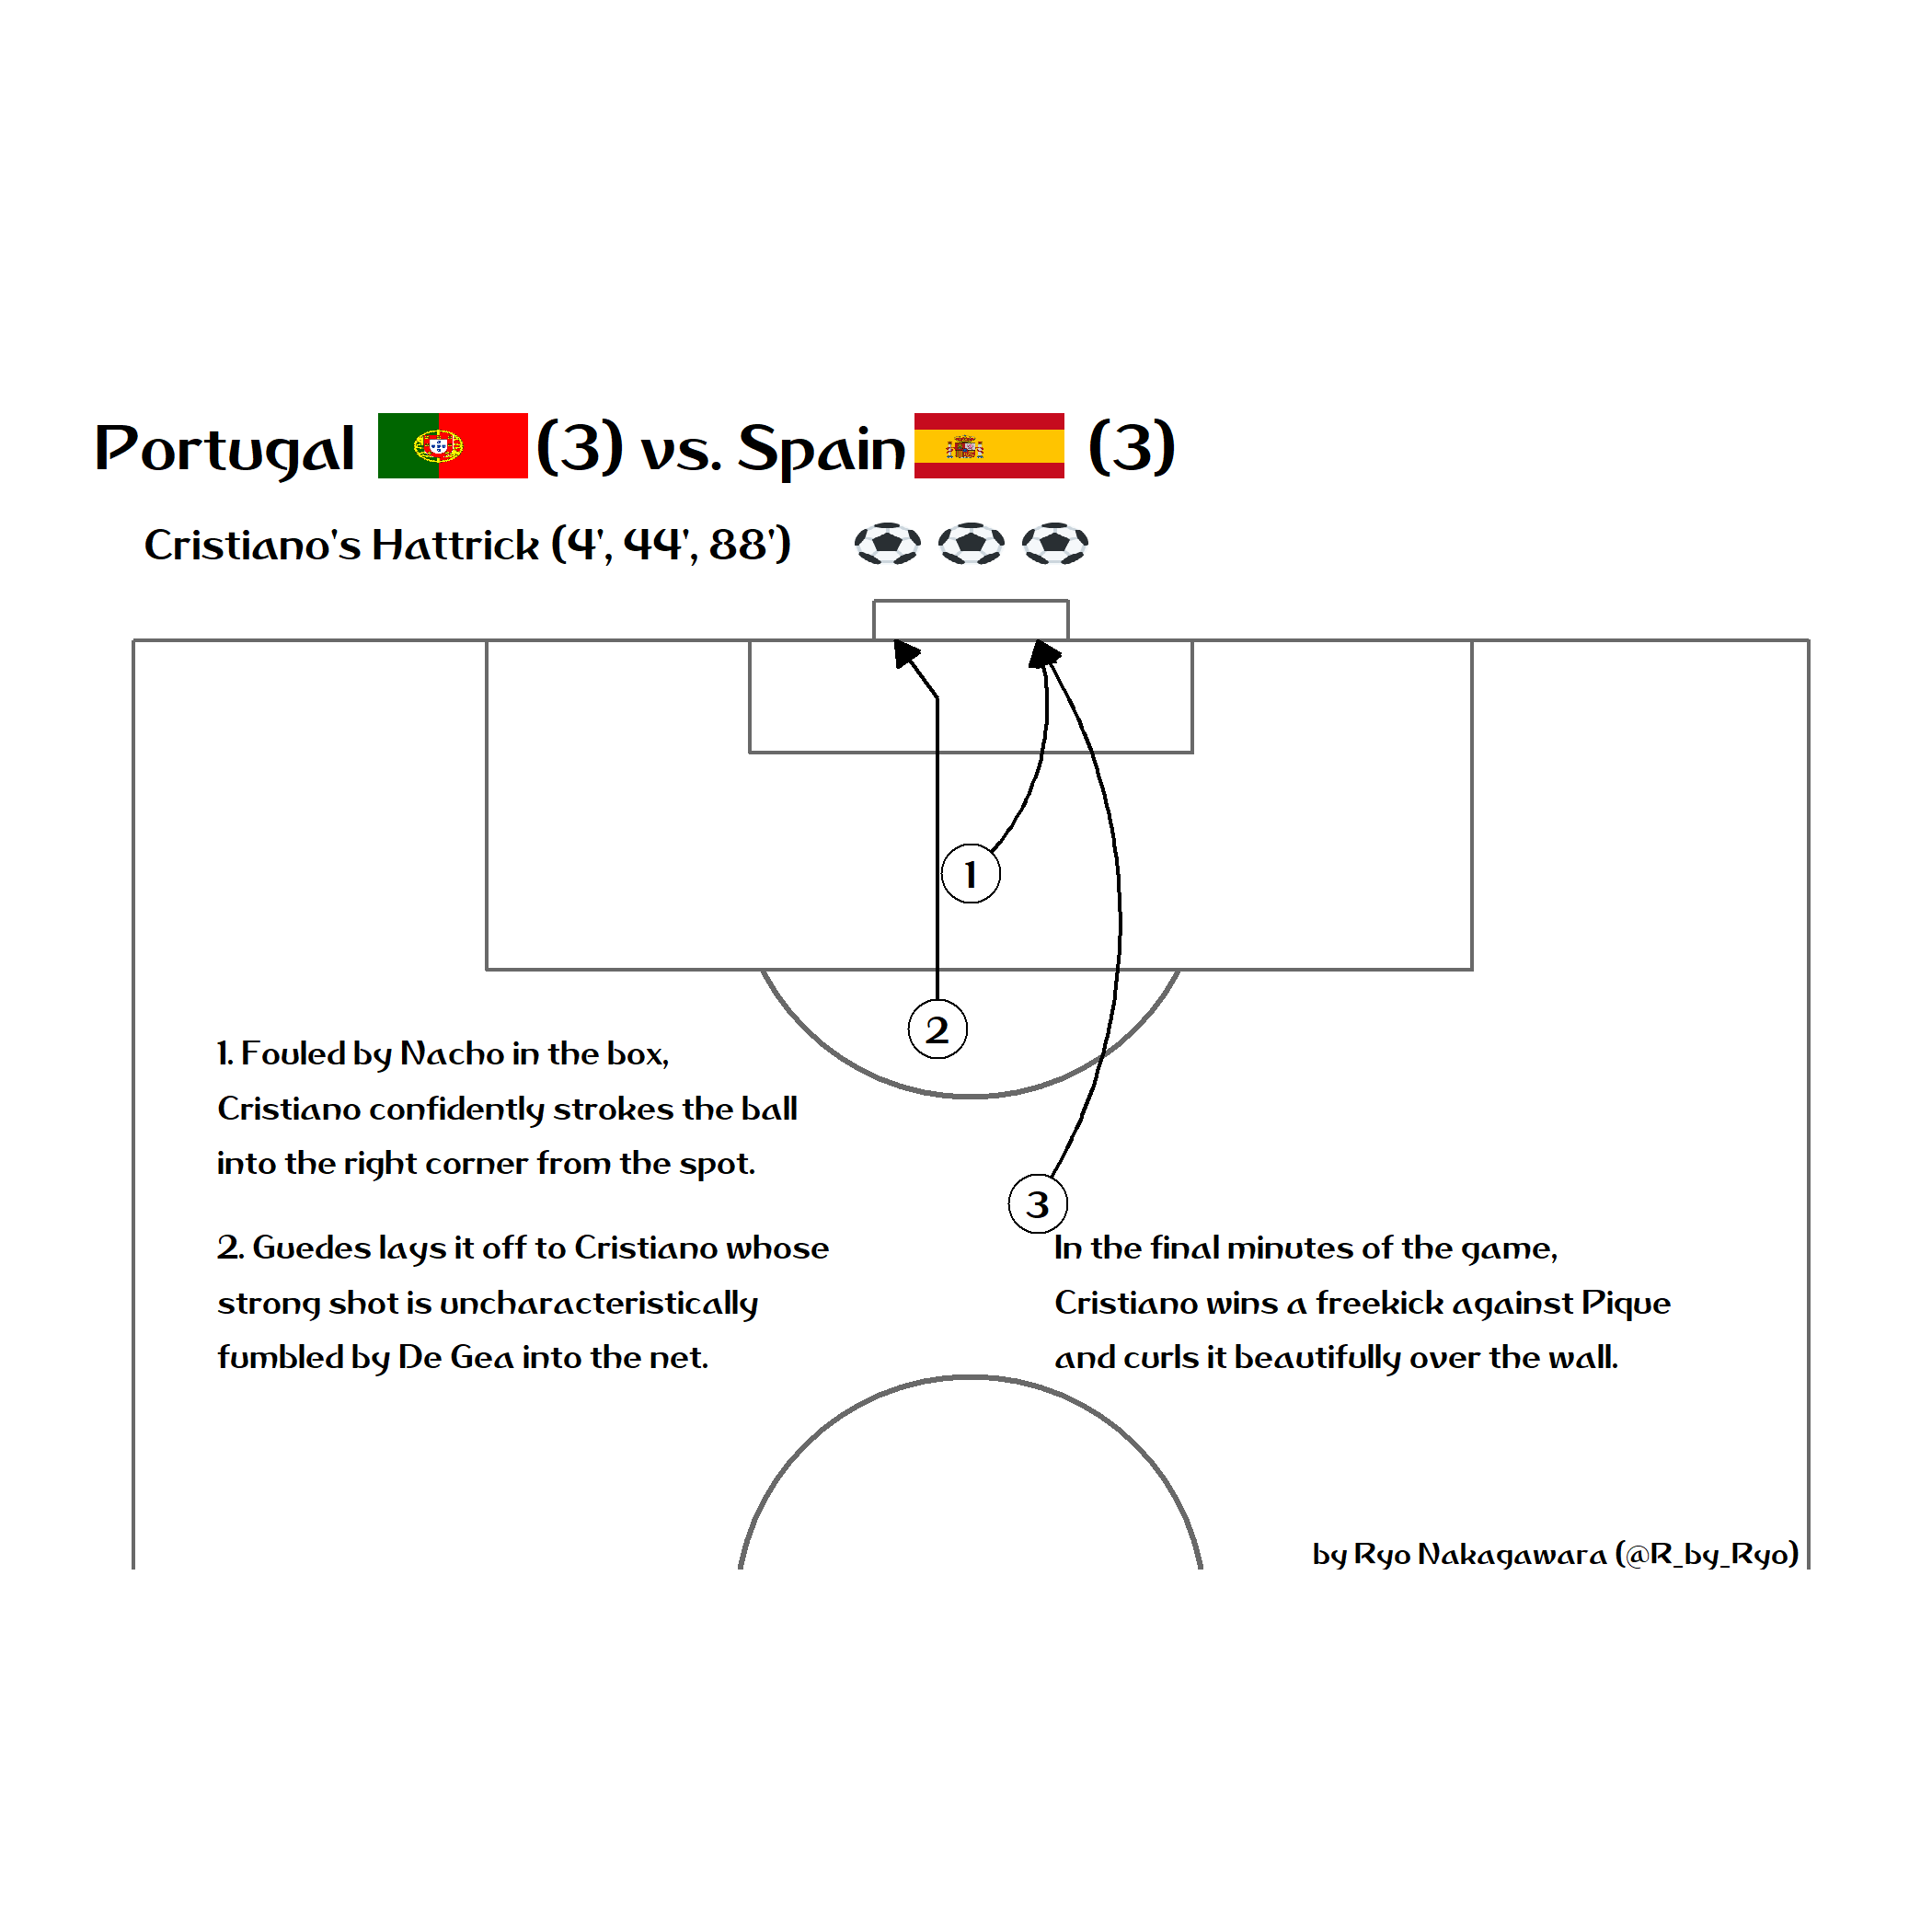 Portugal (3) vs. Spain (3)
Cristiano's Hattrick (4', 44', 88')
1
2
1. Fouled by Nacho in the box,
Cristiano confidently strokes the ball
into the right corner from the spot.
3
2. Guedes lays it off to Cristiano whose
strong shot is uncharacteristically
fumbled by De Gea into the net.
In the final minutes of the game,
Cristiano wins a freekick against Pique
and curls it beautifully over the wall.
by Ryo Nakagawara (@R_by_Ryo)